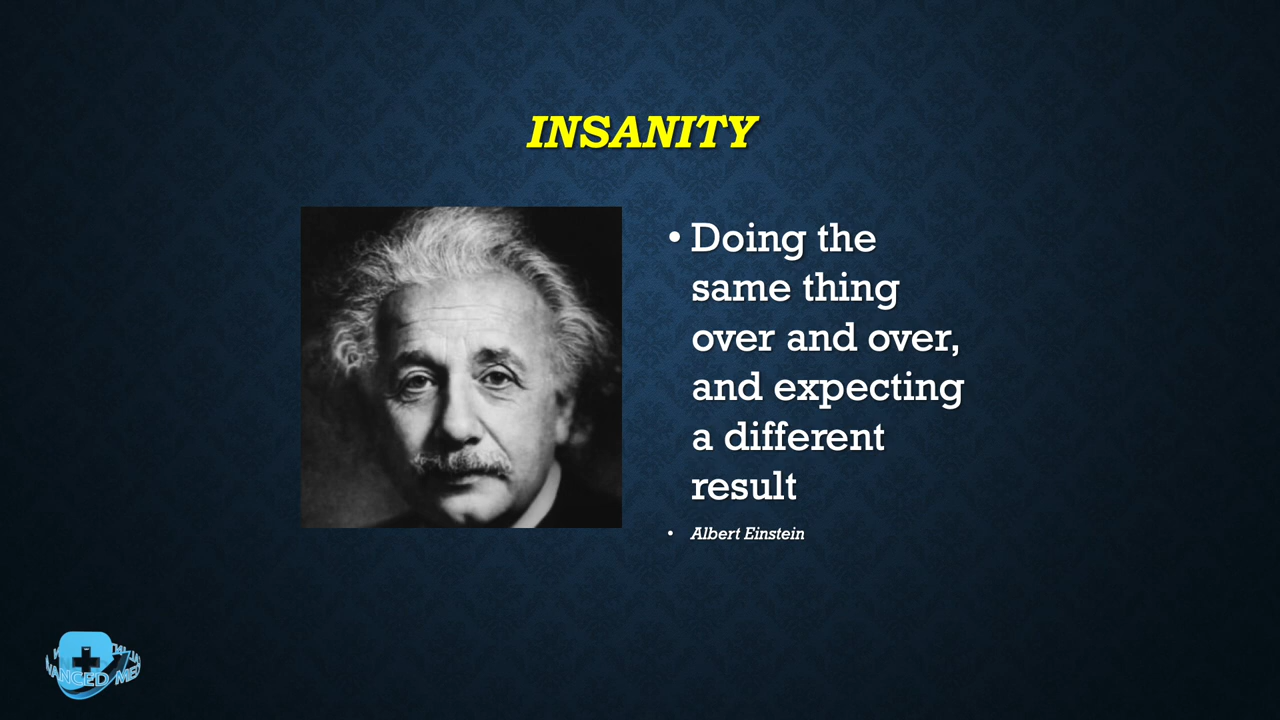 INSANITY
• Doing the
same thing
over and over,
and expecting
a different
result
• Albert Einstein